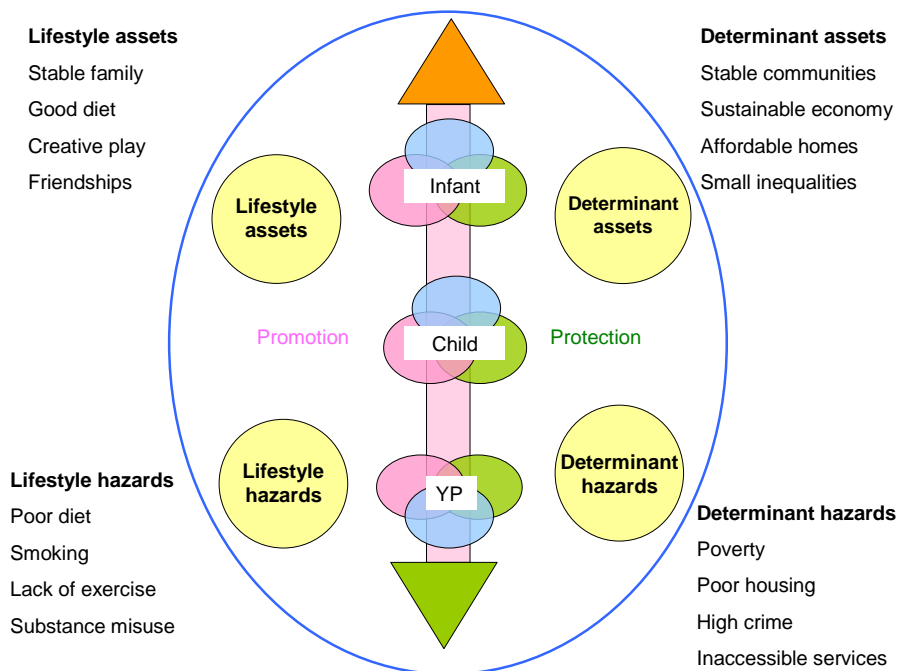 Lifestyle assets
Stable family
Good diet
Creative play
Friendships
Determinant assets
Stable communities
Sustainable economy
Affordable homes
Small inequalities
Infant
Lifestyle
assets
Determinant
assets
Promotion
Child
Protection
Lifestyle
hazards
YP
Determinant
hazards
Lifestyle hazards
Poor diet
Smoking
Lack of exercise
Substance misuse
Determinant hazards
Poverty
Poor housing
High crime
Inaccessible services